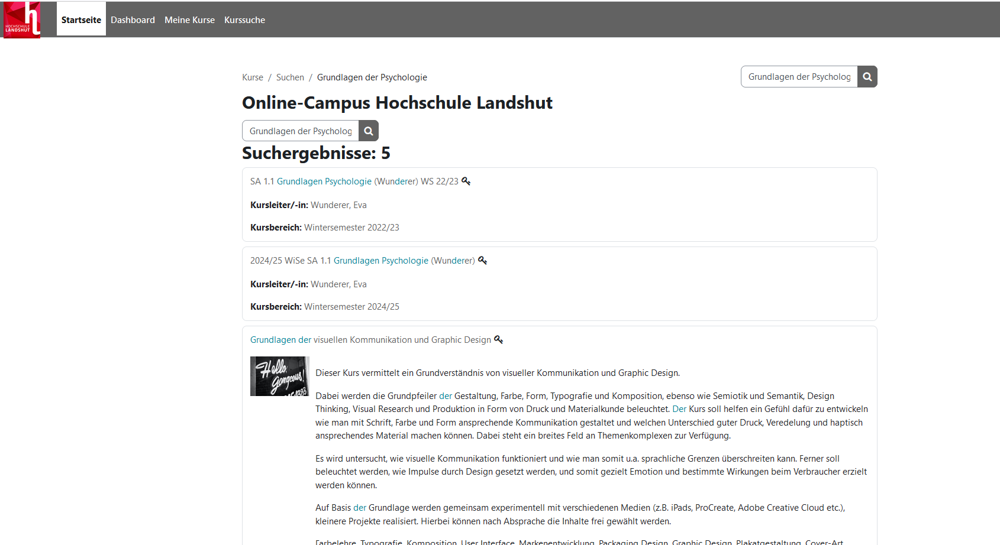 HOCHSCHULE
LANDSHUT
Startseite Dashboard Meine Kurse Kurssuche
Kurse / Suchen / Grundlagen der Psychologie
Grundlagen der Psycholog
Online-Campus Hochschule Landshut
Grundlagen der Psycholog
Suchergebnisse: 5
SA 1.1 Grundlagen Psychologie (Wunderer) WS 22/23
Kursleiter/-in: Wunderer, Eva
Kursbereich: Wintersemester 2022/23
2024/25 WiSe SA 1.1 Grundlagen Psychologie (Wunderer)
Kursleiter/-in: Wunderer, Eva
Kursbereich: Wintersemester 2024/25
Grundlagen der visuellen Kommunikation und Graphic Design
Hello
Gorgeous!
Dieser Kurs vermittelt ein Grundverständnis von visueller Kommunikation und Graphic Design.
Dabei werden die Grundpfeiler der Gestaltung, Farbe, Form, Typografie und Komposition, ebenso wie Semiotik und Semantik, Design
Thinking, Visual Research und Produktion in Form von Druck und Materialkunde beleuchtet. Der Kurs soll helfen ein Gefühl dafür zu entwickeln
wie man mit Schrift, Farbe und Form ansprechende Kommunikation gestaltet und welchen Unterschied guter Druck, Veredelung und haptisch
ansprechendes Material machen können. Dabei steht ein breites Feld an Themenkomplexen zur Verfügung.
Es wird untersucht, wie visuelle Kommunikation funktioniert und wie man somit u.a. sprachliche Grenzen überschreiten kann. Ferner soll
beleuchtet werden, wie Impulse durch Design gesetzt werden, und somit gezielt Emotion und bestimmte Wirkungen beim Verbraucher erzielt
werden können.
Auf Basis der Grundlage werden gemeinsam experimentell mit verschiedenen Medien (z.B. iPads, ProCreate, Adobe Creative Cloud etc.),
kleinere Projekte realisiert. Hierbei können nach Absprache die Inhalte frei gewählt werden.
Farbelehre, Typografie, Komposition, User Interface, Markenentwicklung, Packaging Design, Graphic Design, Plakatgestaltung, Cover-Art,